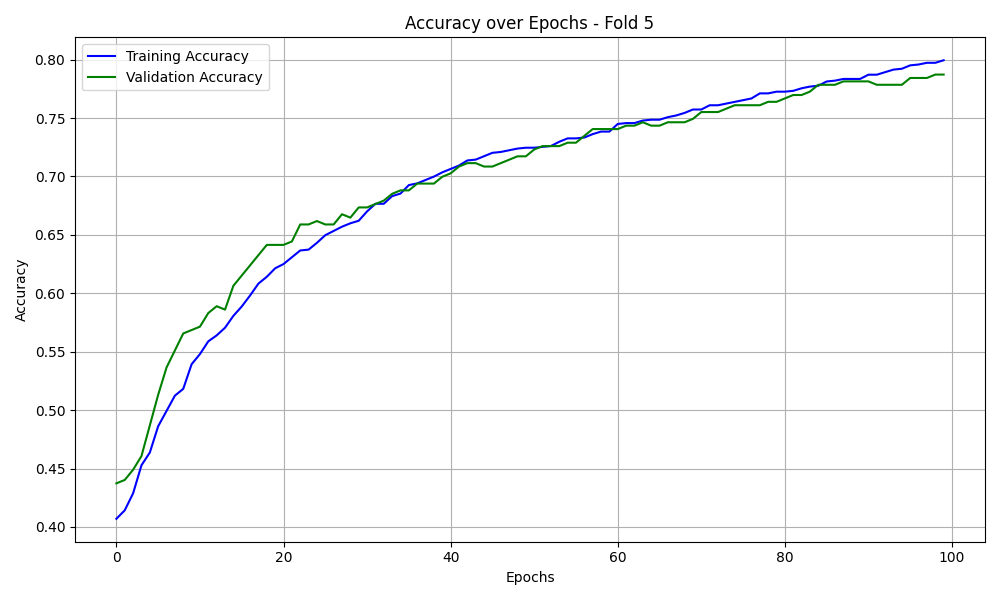 Accuracy over Epochs - Fold 5
Training Accuracy
Validation Accuracy
Accuracy
0.80
0.75
0.70
0.65
0.60
0.55
0.50
0.45
0.40
0 20 40 60 80 100
Epochs